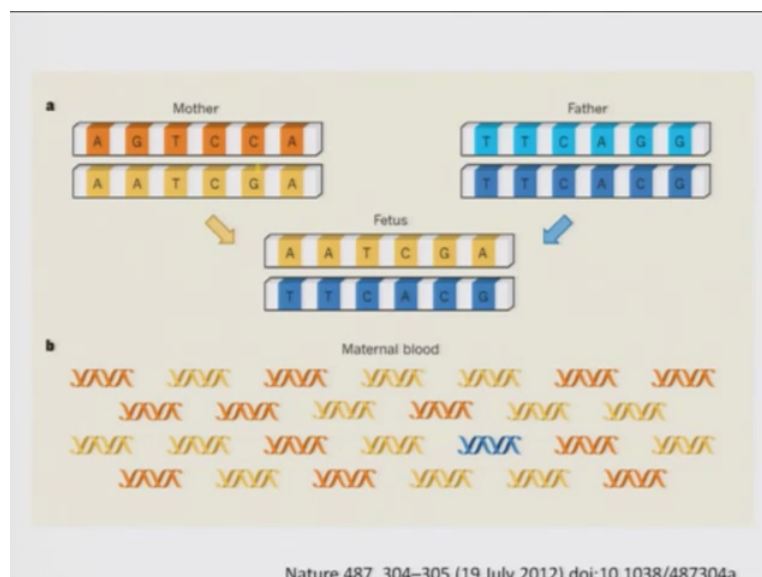 a
Mother
Father
A G T C C A
T T C A G G
A A T C G A
T T C A C G
Fetus
A A T C G A
T T C A C G
b
Maternal blood
Nature 487, 304–305 (19 July 2012) doi:10.1038/487304a